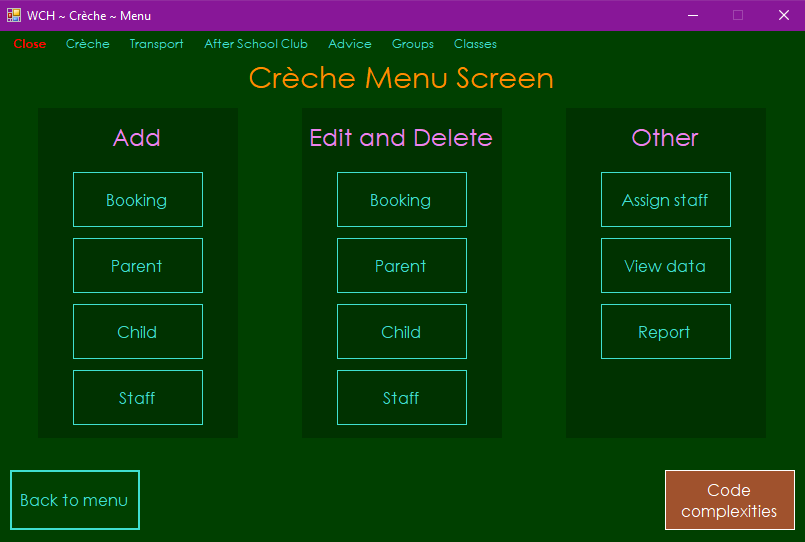 WCH ~ Crèche ~ Menu
Close Crèche Transport After School Club Advice Groups Classes
Crèche Menu Screen
Add
Booking
Parent
Child
Staff
Edit and Delete
Booking
Parent
Child
Staff
Other
Assign staff
View data
Report
Back to menu
Code
complexities